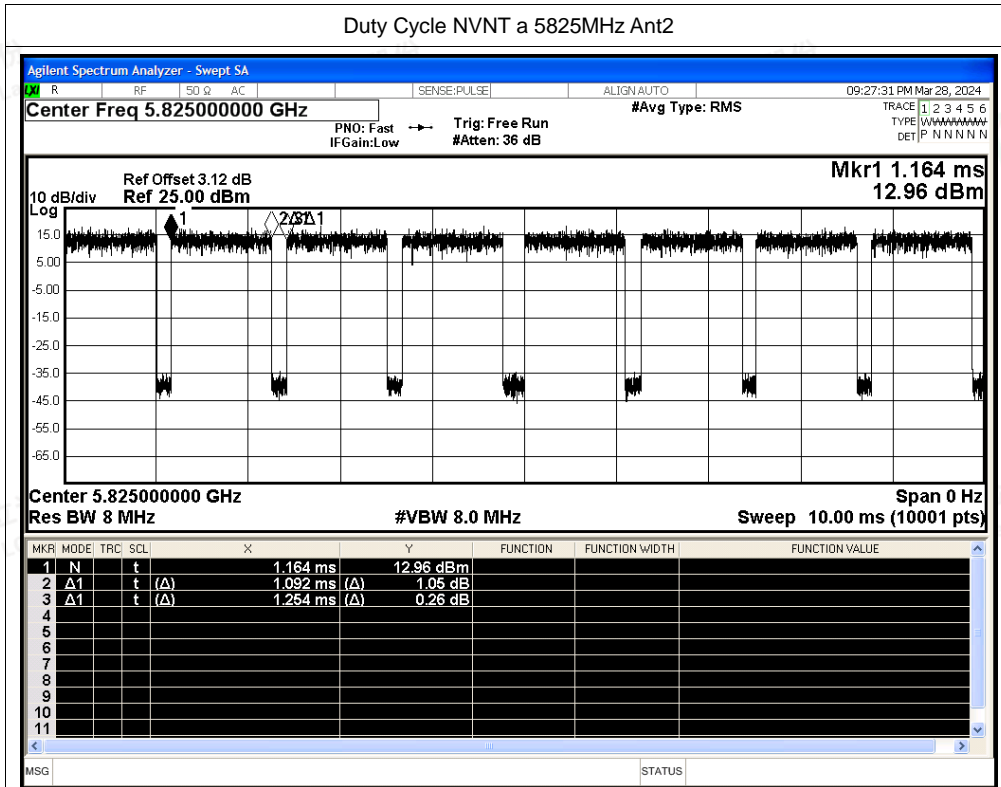 Duty Cycle NVNT a 5825MHz Ant2
Agilent Spectrum Analyzer - Swept SA
LXI R RF 50 Ω AC SENSE:PULSE ALIGN AUTO 09:27:31 PM Mar 28, 2024
Center Freq 5.825000000 GHz #Avg Type: RMS TRACE 1 2 3 4 5 6
PNO: Fast Trig: Free Run TYPE WWWWWW
IFGain:Low #Atten: 36 dB DET P N N N N N
Mkr1 1.164 ms
Ref Offset 3.12 dB
10 dB/div Ref 25.00 dBm 12.96 dBm
Log
1
15.0
5.00
-5.00
-15.0
-25.0
-35.0
-45.0
-55.0
-65.0
Center 5.825000000 GHz Span 0 Hz
Res BW 8 MHz #VBW 8.0 MHz Sweep 10.00 ms (10001 pts)
MKR MODE TRC SCL X Y FUNCTION FUNCTION WIDTH FUNCTION VALUE
1 N t 1.164 ms 12.96 dBm
2 Δ1 t (Δ) 1.092 ms (Δ) 1.05 dB
3 Δ1 t (Δ) 1.254 ms (Δ) 0.26 dB
4
5
6
7
8
9
10
11
MSG STATUS